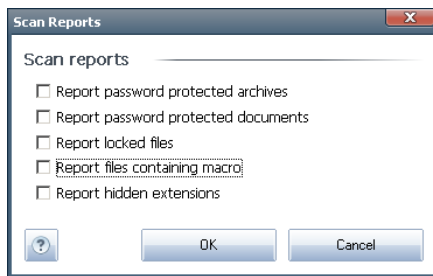 Scan Reports
Scan reports
Report password protected archives
Report password protected documents
Report locked files
Report files containing macro
Report hidden extensions
?
OK
Cancel